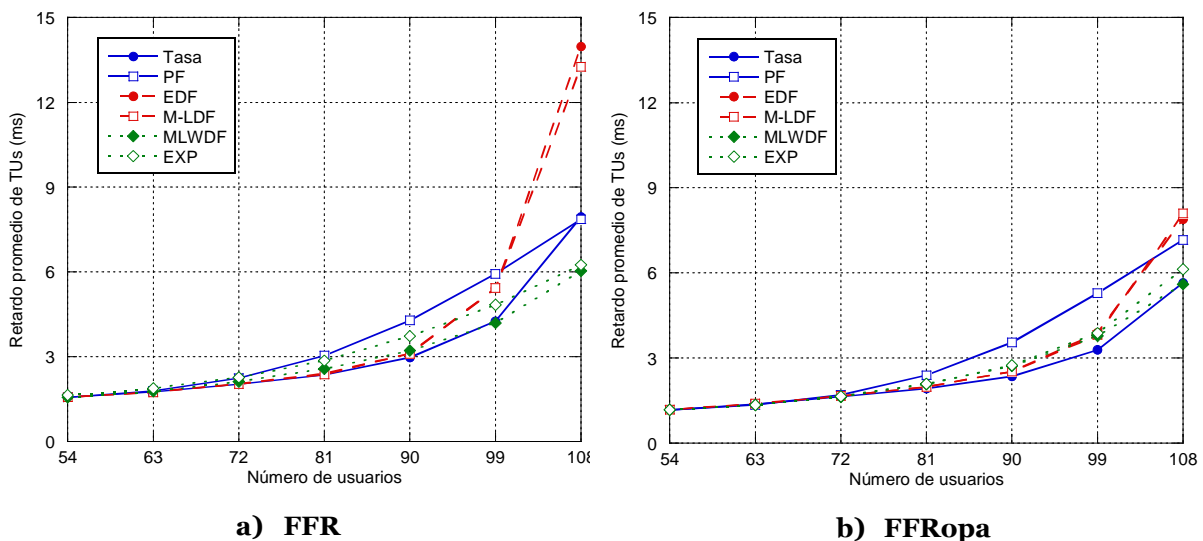 15
12
9
6
3
0
Retardo promedio de TUs (ms)
Tasa
PF
EDF
M-LDF
MLWDF
EXP
54 63 72 81 90 99 108
Número de usuarios
a) FFR
15
12
9
6
3
0
Retardo promedio de TUs (ms)
Tasa
PF
EDF
M-LDF
MLWDF
EXP
54 63 72 81 90 99 108
Número de usuarios
b) FFRopa